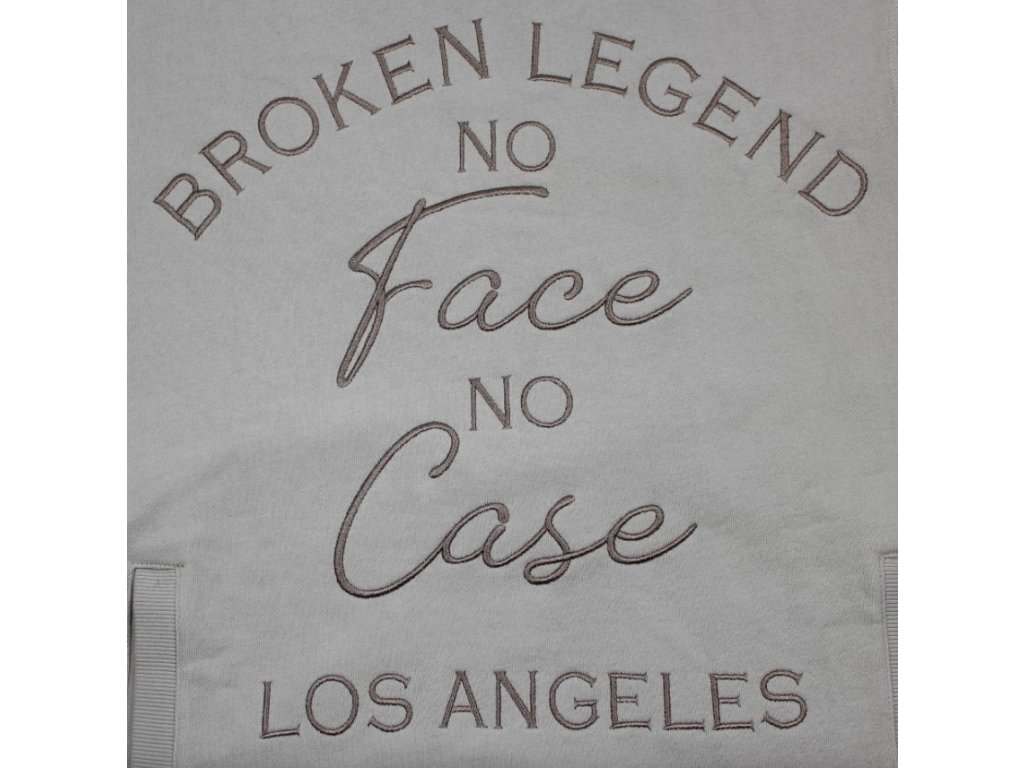 BROKEN LEGEND
NO
Face
NO
Case
LOS ANGELES